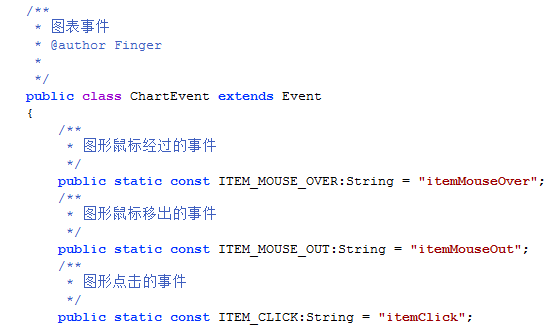 /**
 * 图表事件
 * @author Finger
 *
 */
public class ChartEvent extends Event
{
    /**
     * 图形鼠标经过的事件
     */
    public static const ITEM_MOUSE_OVER:String = "itemMouseOver";
    /**
     * 图形鼠标移出的事件
     */
    public static const ITEM_MOUSE_OUT:String = "itemMouseOut";
    /**
     * 图形点击的事件
     */
    public static const ITEM_CLICK:String = "itemClick";